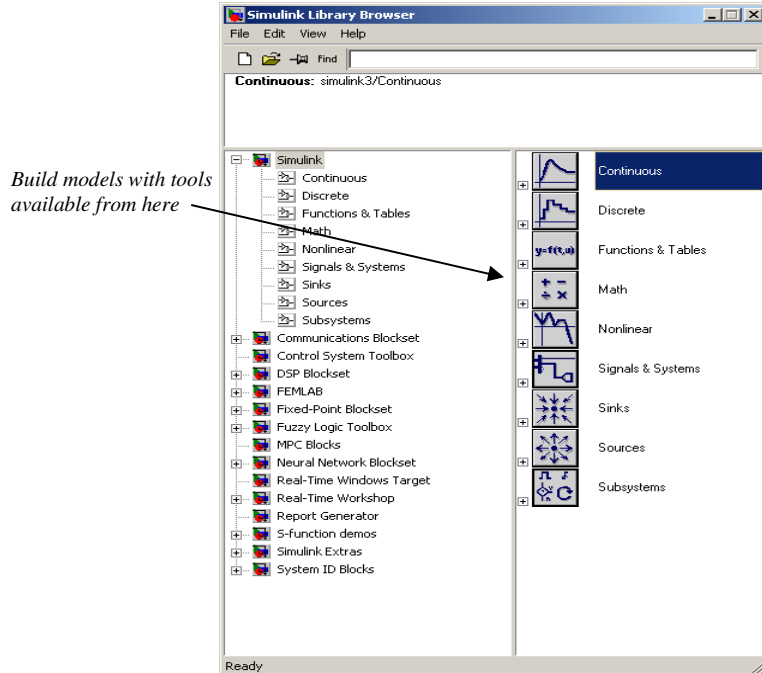 Simulink Library Browser
File Edit View Help
Find
Continuous: simulink3/Continuous
Build models with tools
available from here
Simulink
Continuous
Discrete
Functions & Tables
Math
Nonlinear
Signals & Systems
Sinks
Sources
Subsystems
Communications Blockset
Control System Toolbox
DSP Blockset
FEMLAB
Fixed-Point Blockset
Fuzzy Logic Toolbox
MPC Blocks
Neural Network Blockset
Real-Time Windows Target
Real-Time Workshop
Report Generator
S-function demos
Simulink Extras
System ID Blocks
Continuous
Discrete
y=f(t,u)
Functions & Tables
Math
Nonlinear
Signals & Systems
Sinks
Sources
Subsystems
Ready